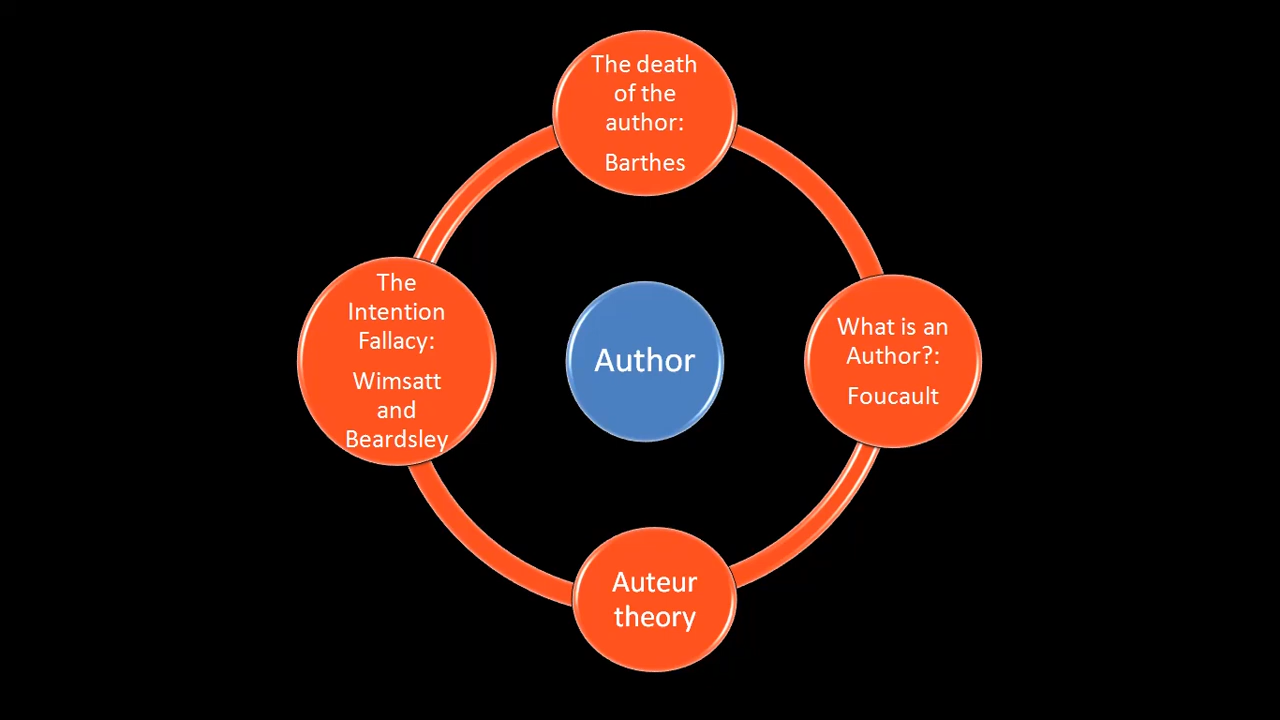 The death
of the
author:
Barthes
The
Intention
Fallacy:
Wimsatt
and
Beardsley
Author
What is an
Author?:
Foucault
Auteur
theory